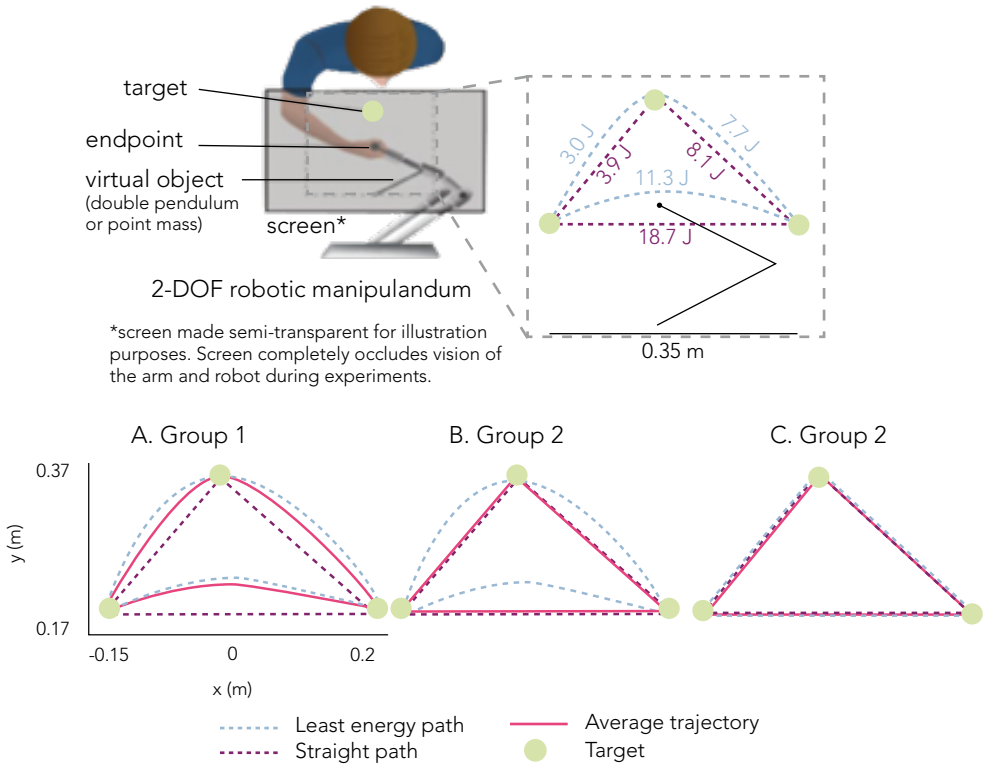 target
endpoint
virtual object
(double pendulum
or point mass)
screen*
2-DOF robotic manipulandum
*screen made semi-transparent for illustration
purposes. Screen completely occludes vision of
the arm and robot during experiments.
3.0 J
3.9 J
7.7 J
8.1 J
11.3 J
18.7 J
0.35 m
A. Group 1
B. Group 2
C. Group 2
0.37
y (m)
0.17
-0.15
0
0.2
x (m)
Least energy path
Average trajectory
Straight path
Target